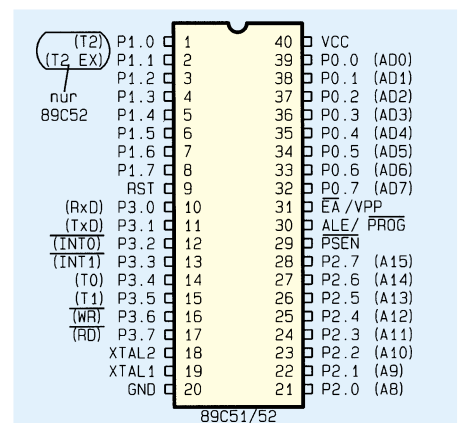 (T2) P1.0 1 40 VCC
(T2 EX) P1.1 2 39 P0.0 (AD0)
P1.2 3 38 P0.1 (AD1)
nur P1.3 4 37 P0.2 (AD2)
89C52 P1.4 5 36 P0.3 (AD3)
P1.5 6 35 P0.4 (AD4)
P1.6 7 34 P0.5 (AD5)
P1.7 8 33 P0.6 (AD6)
RST 9 32 P0.7 (AD7)
(RxD) P3.0 10 31 EA/VPP
(TxD) P3.1 11 30 ALE/ PROG
(INT0) P3.2 12 29 PSEN
(INT1) P3.3 13 28 P2.7 (A15)
(T0) P3.4 14 27 P2.6 (A14)
(T1) P3.5 15 26 P2.5 (A13)
(WR) P3.6 16 25 P2.4 (A12)
(RD) P3.7 17 24 P2.3 (A11)
XTAL2 18 23 P2.2 (A10)
XTAL1 19 22 P2.1 (A9)
GND 20 21 P2.0 (A8)
89C51/52